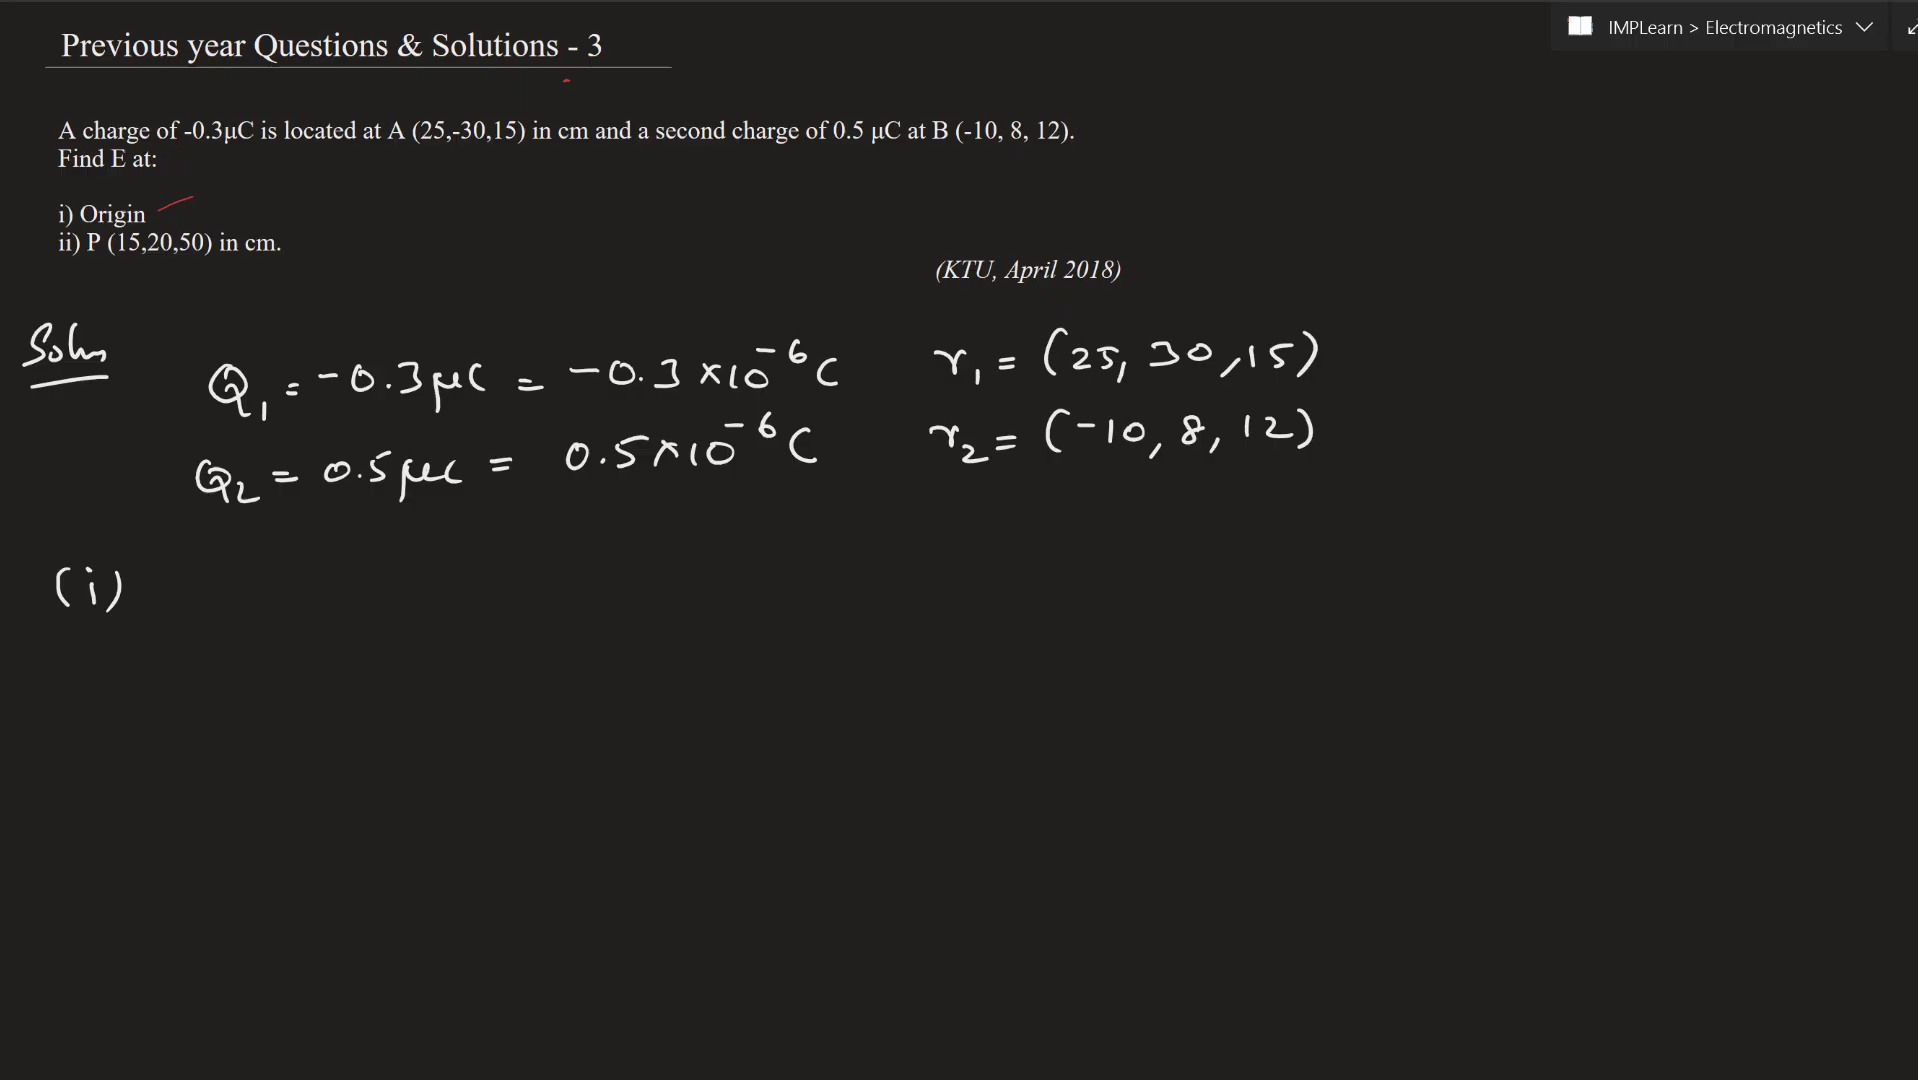 IMPLearn > Electromagnetics
Previous year Questions & Solutions - 3
A charge of -0.3µC is located at A (25,-30,15) in cm and a second charge of 0.5 µC at B (-10, 8, 12).
Find E at:
i) Origin
ii) P (15,20,50) in cm.
(KTU, April 2018)
Soln
Q₁ = -0.3µC = -0.3 ×10⁻⁶ C r₁ = (25, 30, 15)
Q₂ = 0.5µC = 0.5×10⁻⁶ C r₂ = (-10, 8, 12)
(i)